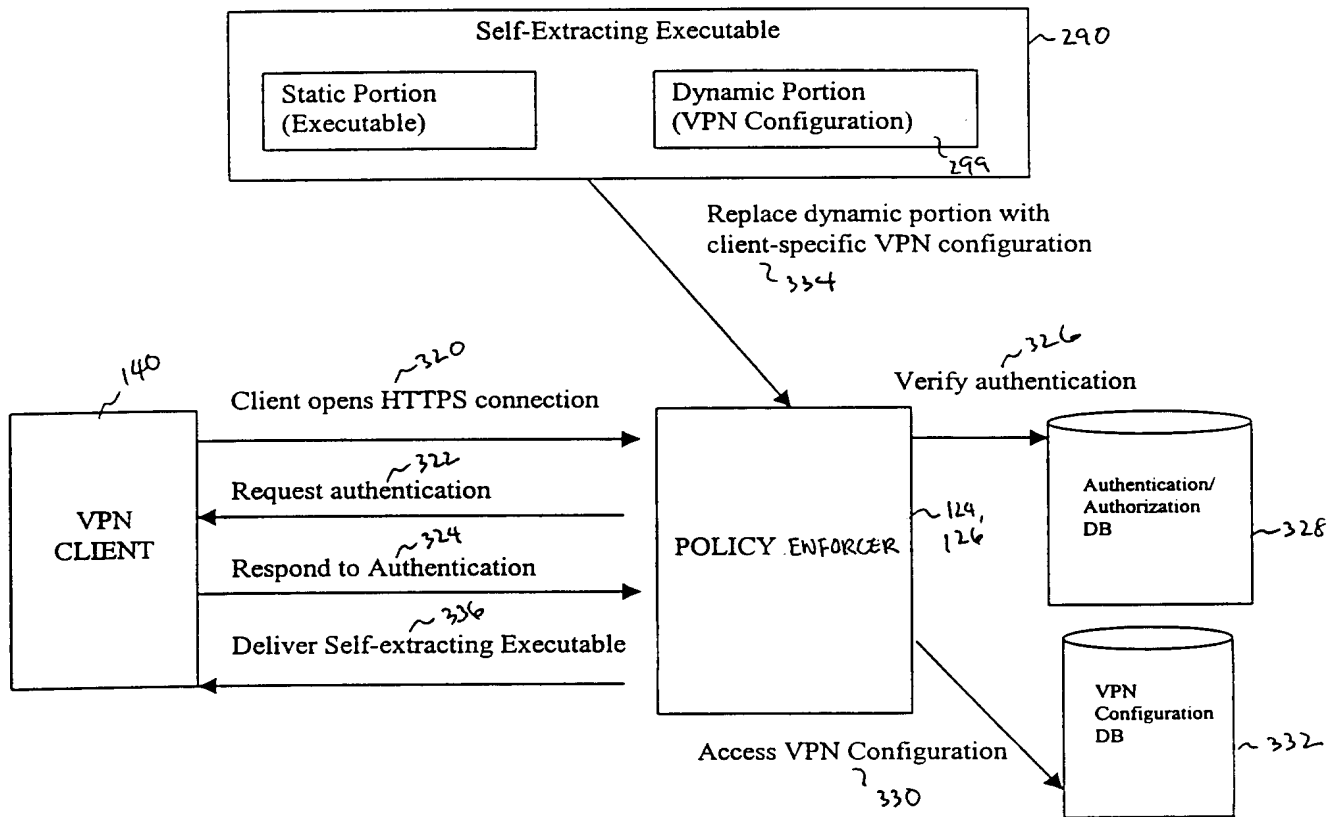 Self-Extracting Executable
290
Static Portion
(Executable)
Dynamic Portion
(VPN Configuration)
299
Replace dynamic portion with
client-specific VPN configuration
334
326
Verify authentication
140
320
Client opens HTTPS connection
322
Request authentication
VPN
CLIENT
324
Respond to Authentication
336
Deliver Self-extracting Executable
POLICY ENFORCER
124,
126
Authentication/
Authorization
DB
328
VPN
Configuration
DB
332
Access VPN Configuration
330